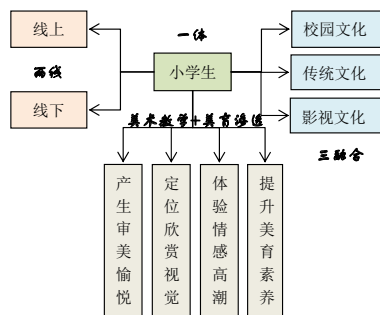 线上
一体
校园文化
两线
小学生
传统文化
线下
美术教学+美育浸透
影视文化
三融合
产生审美愉悦
定位欣赏视觉
体验情感高潮
提升美育素养